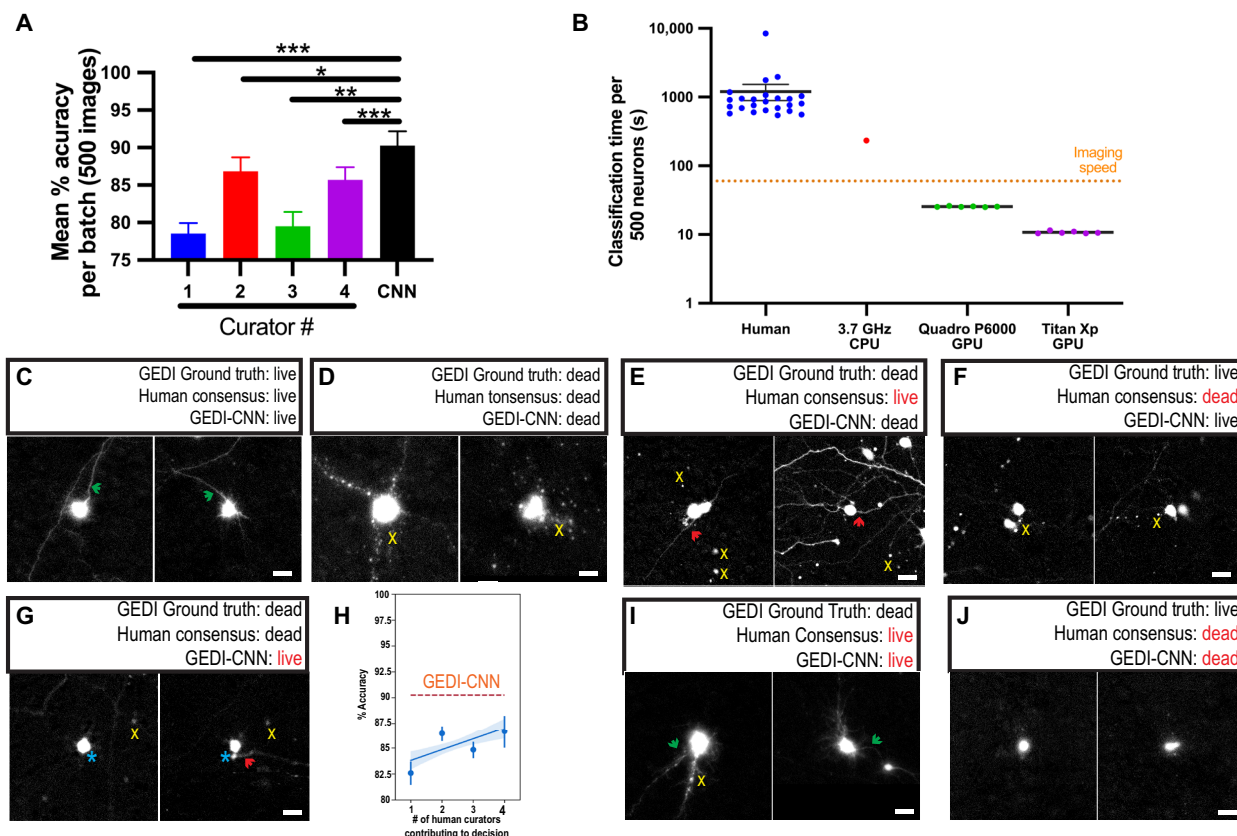 A
***
*
**
***
Mean % acuracy
per batch (500 images)
100
95
90
85
80
75
1 2 3 4 CNN
Curator #
B
Classification time per
500 neurons (s)
10,000
1000
100
10
1
Imaging
speed
Human
3.7 GHz
CPU
Quadro P6000
GPU
Titan Xp
GPU
C
GEDI Ground truth: live
Human consensus: live
GEDI-CNN: live
D
GEDI Ground truth: dead
Human tonsensus: dead
GEDI-CNN: dead
X
X
E
GEDI Ground truth: dead
Human consensus: live
GEDI-CNN: dead
X
X
X
X
F
GEDI Ground truth: live
Human consensus: dead
GEDI-CNN: live
X
X
G
GEDI Ground truth: dead
Human consensus: dead
GEDI-CNN: live
X
*
X
*
H
% Accuracy
100
97.5
95
92.5
90
87.5
85
82.5
80
GEDI-CNN
1 2 3 4
# of human curators
contributing to decision
I
GEDI Ground Truth: dead
Human Consensus: live
GEDI-CNN: live
X
J
GEDI Ground truth: live
Human consensus: dead
GEDI-CNN: dead